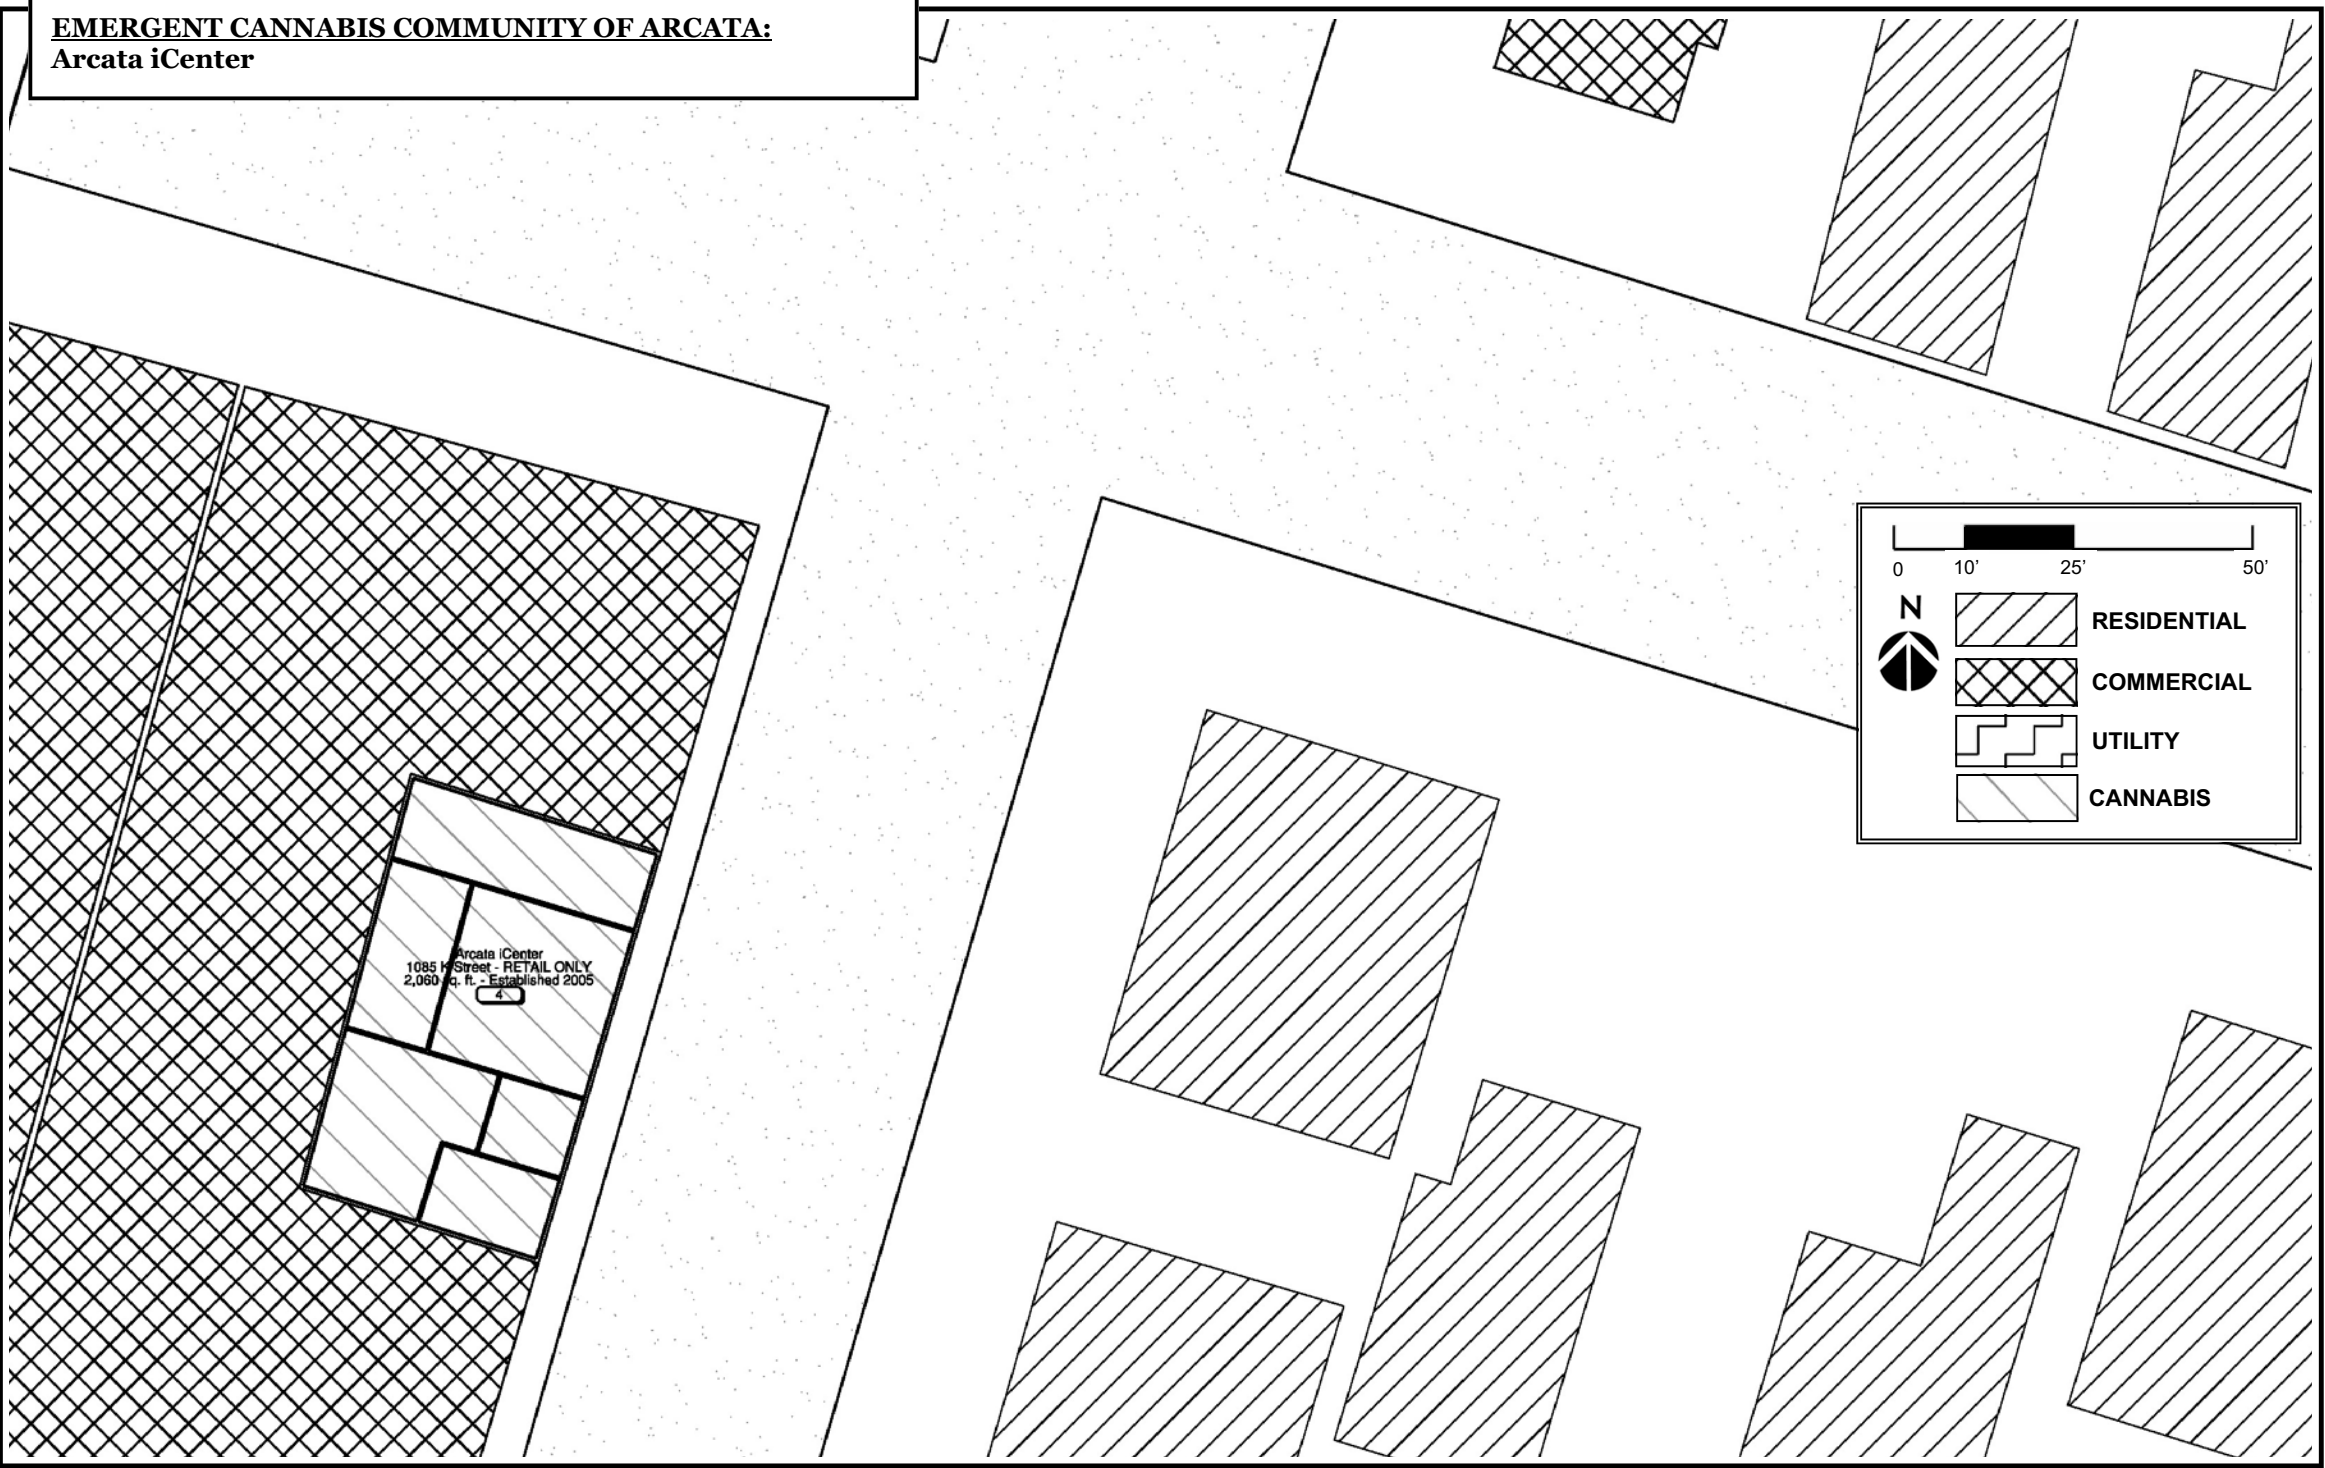 EMERGENT CANNABIS COMMUNITY OF ARCATA:
Arcata iCenter
Arcata iCenter
1085 K Street - RETAIL ONLY
2,060 sq. ft. - Established 2005
4
0 10' 25' 50'
N
RESIDENTIAL
COMMERCIAL
UTILITY
CANNABIS